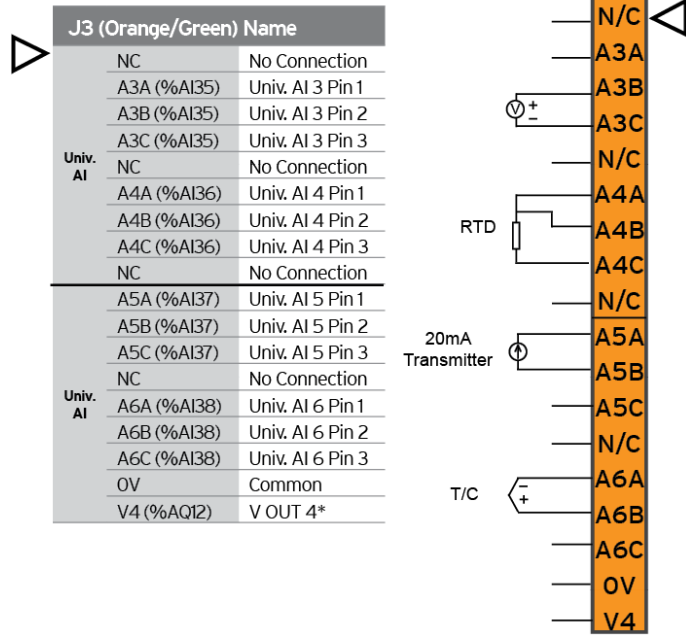 J3 (Orange/Green) Name
NC No Connection
A3A (%AI35) Univ. AI 3 Pin 1
A3B (%AI35) Univ. AI 3 Pin 2
A3C (%AI35) Univ. AI 3 Pin 3
Univ. AI
NC No Connection
A4A (%AI36) Univ. AI 4 Pin 1
A4B (%AI36) Univ. AI 4 Pin 2
A4C (%AI36) Univ. AI 4 Pin 3
NC No Connection
A5A (%AI37) Univ. AI 5 Pin 1
A5B (%AI37) Univ. AI 5 Pin 2
A5C (%AI37) Univ. AI 5 Pin 3
NC No Connection
Univ. AI
A6A (%AI38) Univ. AI 6 Pin 1
A6B (%AI38) Univ. AI 6 Pin 2
A6C (%AI38) Univ. AI 6 Pin 3
0V Common
V4 (%AQ12) V OUT 4*
N/C
A3A
A3B
V + −
A3C
N/C
A4A
RTD
A4B
A4C
N/C
A5A
20mA
Transmitter
A5B
A5C
N/C
A6A
T/C − +
A6B
A6C
0V
V4